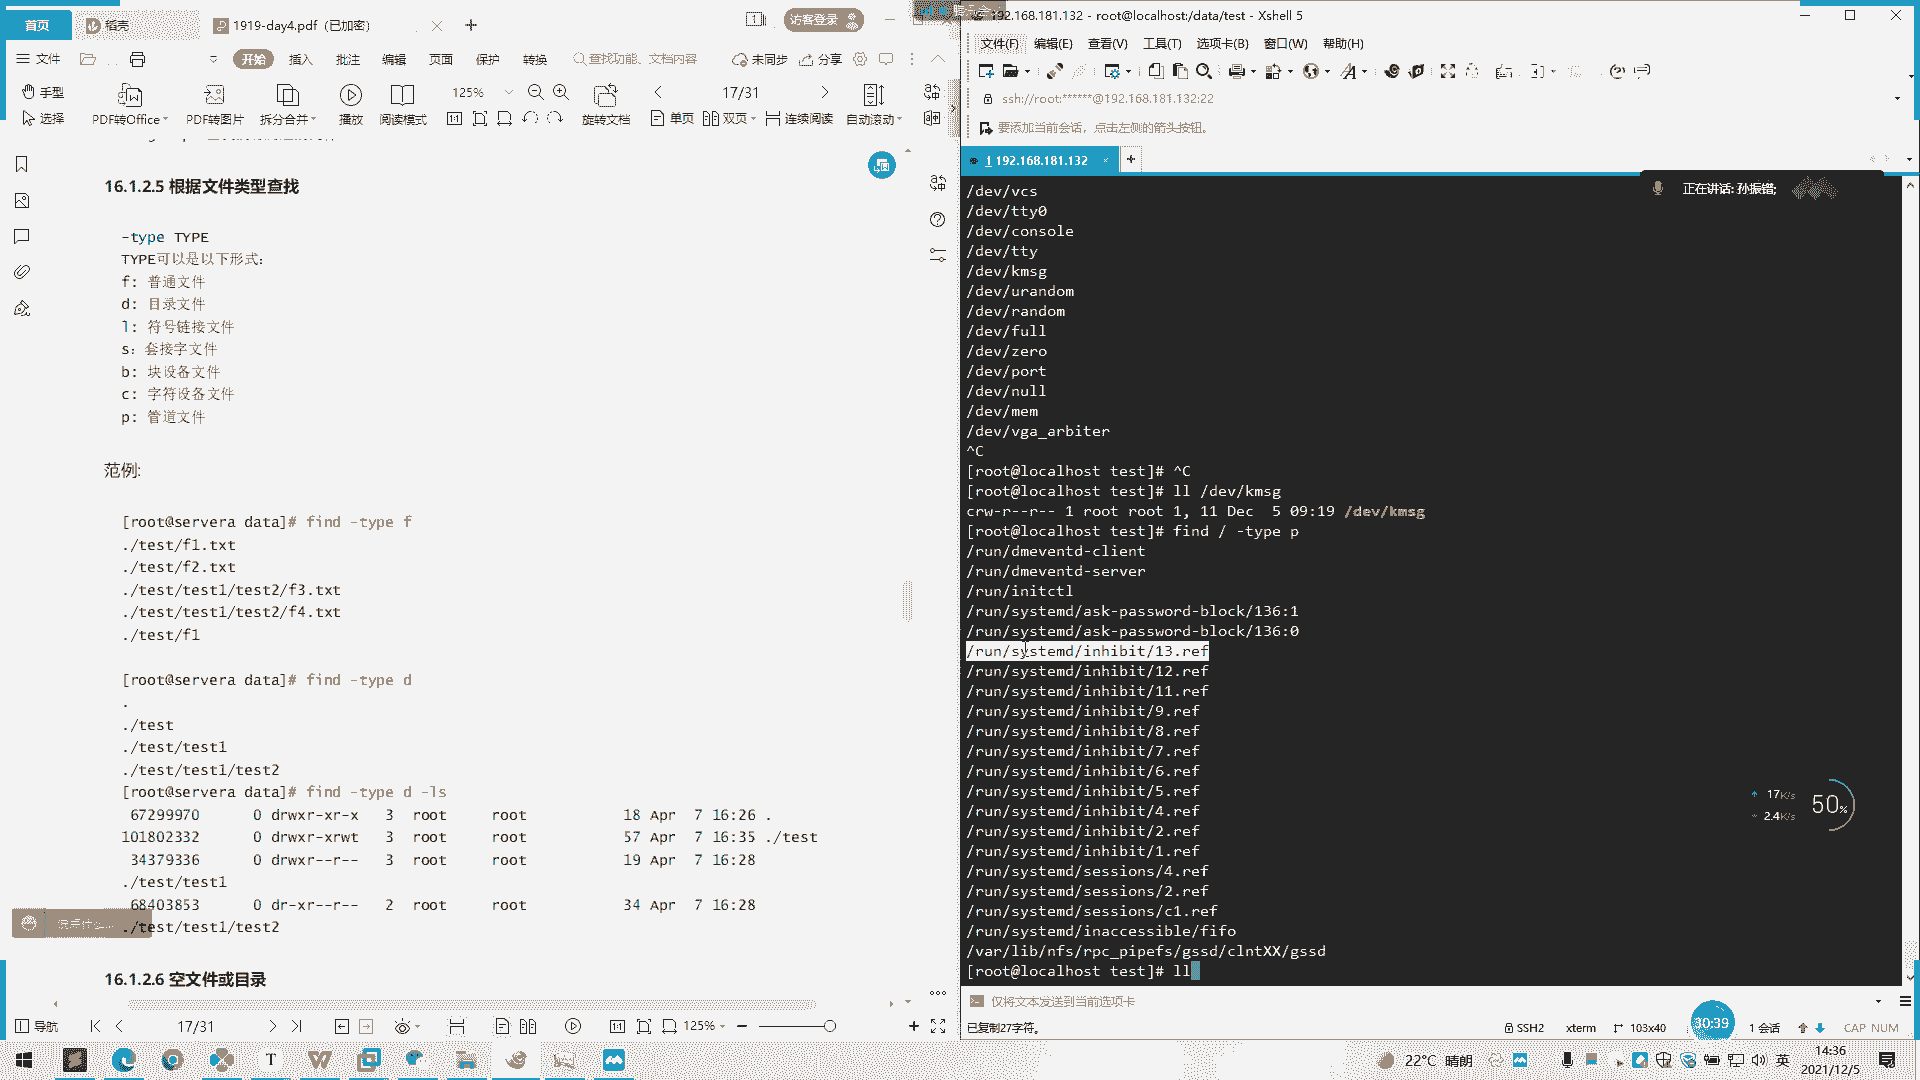 首页
稻壳
1919-day4.pdf (已加密)
访客登录
文件
开始
插入
批注
编辑
页面
保护
转换
查找功能、文档内容
未同步
分享
手型
选择
PDF转Office
PDF转图片
拆分合并
播放
阅读模式
125%
旋转文档
17/31
单页
双页
连续阅读
自动滚动
16.1.2.5 根据文件类型查找
-type TYPE
TYPE可以是以下形式:
f: 普通文件
d: 目录文件
l: 符号链接文件
s: 套接字文件
b: 块设备文件
c: 字符设备文件
p: 管道文件
范例:
[root@servera data]# find -type f
./test/f1.txt
./test/f2.txt
./test/test1/test2/f3.txt
./test/test1/test2/f4.txt
./test/f1
[root@servera data]# find -type d
.
./test
./test/test1
./test/test1/test2
[root@servera data]# find -type d -ls
67299970 0 drwxr-xr-x 3 root root 18 Apr 7 16:26 .
101802332 0 drwxr-xrwt 3 root root 57 Apr 7 16:35 ./test
34379336 0 drwxr--r-- 3 root root 19 Apr 7 16:28
./test/test1
68403853 0 dr-xr--r-- 2 root root 34 Apr 7 16:28
./test/test1/test2
16.1.2.6 空文件或目录
导航
17/31
125%
192.168.181.132 - root@localhost:/data/test - Xshell 5
文件(F) 编辑(E) 查看(V) 工具(T) 选项卡(B) 窗口(W) 帮助(H)
ssh://root:******@192.168.181.132:22
要添加当前会话，点击左侧的箭头按钮。
1 192.168.181.132
正在讲话: 孙振锴;
/dev/vcs
/dev/tty0
/dev/console
/dev/tty
/dev/kmsg
/dev/urandom
/dev/random
/dev/full
/dev/zero
/dev/port
/dev/null
/dev/mem
/dev/vga_arbiter
^C
[root@localhost test]# ^C
[root@localhost test]# ll /dev/kmsg
crw-r--r-- 1 root root 1, 11 Dec 5 09:19 /dev/kmsg
[root@localhost test]# find / -type p
/run/dmeventd-client
/run/dmeventd-server
/run/initctl
/run/systemd/ask-password-block/136:1
/run/systemd/ask-password-block/136:0
/run/systemd/inhibit/13.ref
/run/systemd/inhibit/12.ref
/run/systemd/inhibit/11.ref
/run/systemd/inhibit/9.ref
/run/systemd/inhibit/8.ref
/run/systemd/inhibit/7.ref
/run/systemd/inhibit/6.ref
/run/systemd/inhibit/5.ref
/run/systemd/inhibit/4.ref
/run/systemd/inhibit/2.ref
/run/systemd/inhibit/1.ref
/run/systemd/sessions/4.ref
/run/systemd/sessions/2.ref
/run/systemd/sessions/c1.ref
/run/systemd/inaccessible/fifo
/var/lib/nfs/rpc_pipefs/gssd/clntXX/gssd
[root@localhost test]# ll
17K/s
2.4K/s
50%
仅将文本发送到当前选项卡
已复制27字符。
SSH2
xterm
103x40
30:39
1 会话
CAP NUM
22°C 晴朗
英
14:36
2021/12/5